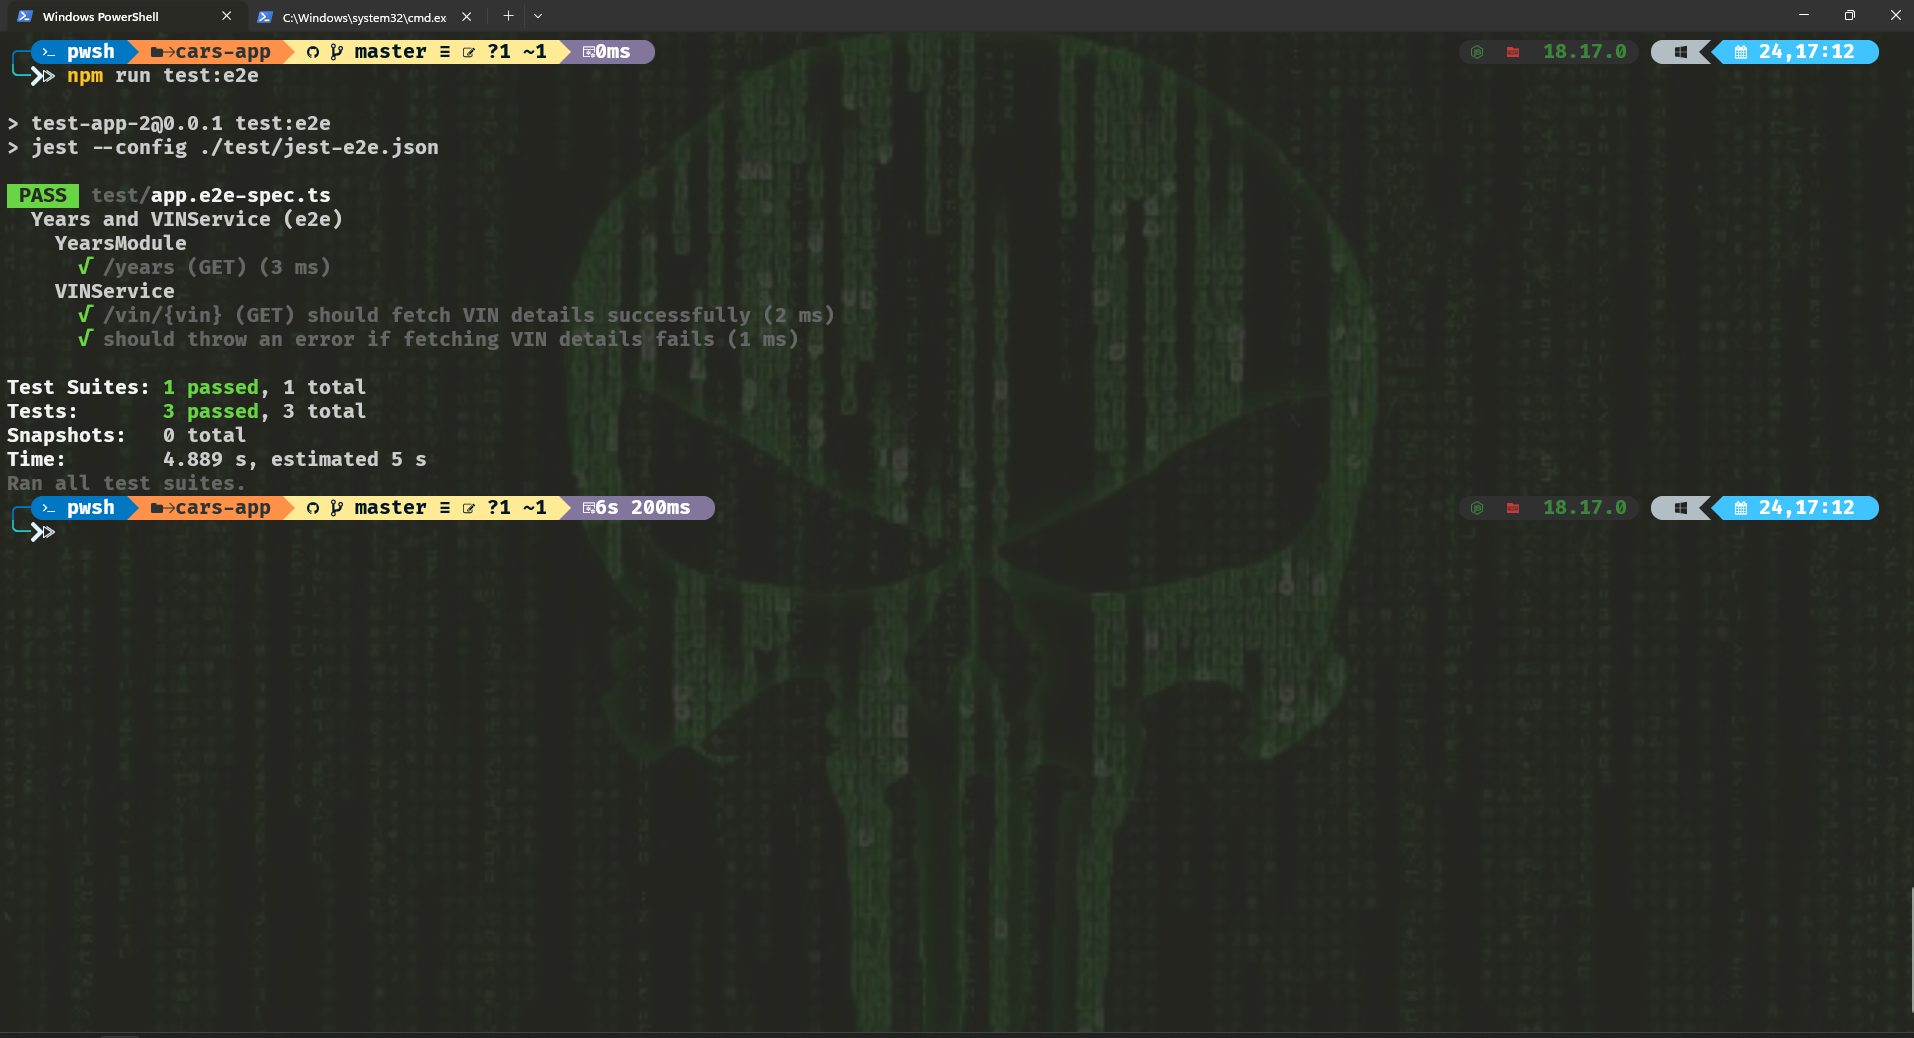 Windows PowerShell
C:\Windows\system32\cmd.ex
pwsh cars-app master ≡ ?1 ~1 0ms 18.17.0 24,17:12
npm run test:e2e
> test-app-2@0.0.1 test:e2e
> jest --config ./test/jest-e2e.json
PASS test/app.e2e-spec.ts
Years and VINService (e2e)
YearsModule
√ /years (GET) (3 ms)
VINService
√ /vin/{vin} (GET) should fetch VIN details successfully (2 ms)
√ should throw an error if fetching VIN details fails (1 ms)
Test Suites: 1 passed, 1 total
Tests: 3 passed, 3 total
Snapshots: 0 total
Time: 4.889 s, estimated 5 s
Ran all test suites.
pwsh cars-app master ≡ ?1 ~1 6s 200ms 18.17.0 24,17:12